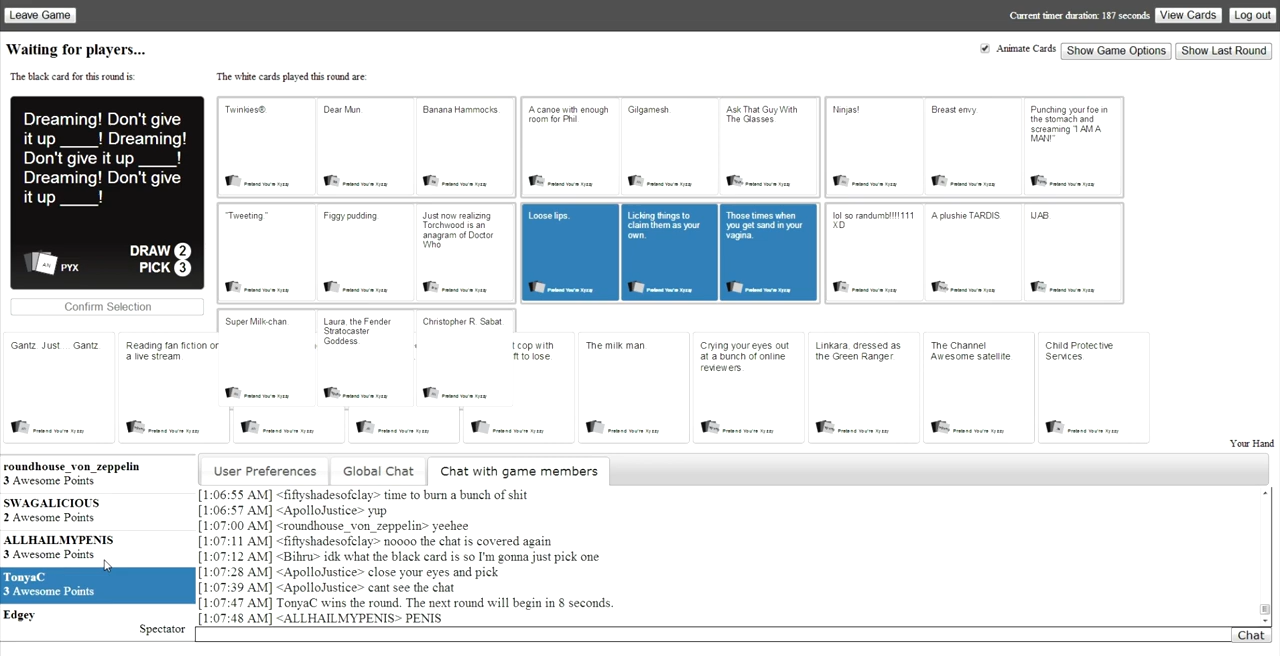 Leave Game
Current timer duration: 187 seconds
View Cards
Log out
Waiting for players...
Animate Cards
Show Game Options
Show Last Round
The black card for this round is:
The white cards played this round are:
Dreaming! Don't give
it up ____! Dreaming!
Don't give it up ____!
Dreaming! Don't give
it up ____!
PYX
DRAW 2
PICK 3
Confirm Selection
Twinkies®.
Dear Mun.
Banana Hammocks.
A canoe with enough
room for Phil
Gilgamesh.
Ask That Guy With
The Glasses
Ninjas!
Breast envy.
Punching your foe in
the stomach and
screaming "I AM A
MAN!"
"Tweeting."
Figgy pudding.
Just now realizing
Torchwood is an
anagram of Doctor
Who
Loose lips.
Licking things to
claim them as your
own.
Those times when
you get sand in your
vagina.
lol so randumb!!!!111
XD
A plushie TARDIS.
IJAB.
Super Milk-chan.
Laura, the Fender
Stratocaster
Goddess.
Christopher R. Sabat.
Gantz. Just... Gantz.
Reading fan fiction on
a live stream.
t cop with
ft to lose.
The milk man.
Crying your eyes out
at a bunch of online
reviewers.
Linkara, dressed as
the Green Ranger.
The Channel
Awesome satellite.
Child Protective
Services.
Pretend You're Xyzzy
Your Hand
roundhouse_von_zeppelin
3 Awesome Points
SWAGALICIOUS
2 Awesome Points
ALLHAILMYPENIS
3 Awesome Points
TonyaC
3 Awesome Points
Edgey
Spectator
User Preferences
Global Chat
Chat with game members
[1:06:55 AM] <fiftyshadesofclay> time to burn a bunch of shit
[1:06:57 AM] <ApolloJustice> yup
[1:07:00 AM] <roundhouse_von_zeppelin> yeehee
[1:07:11 AM] <fiftyshadesofclay> noooo the chat is covered again
[1:07:12 AM] <Bihru> idk what the black card is so I'm gonna just pick one
[1:07:28 AM] <ApolloJustice> close your eyes and pick
[1:07:39 AM] <ApolloJustice> cant see the chat
[1:07:47 AM] TonyaC wins the round. The next round will begin in 8 seconds.
[1:07:48 AM] <ALLHAILMYPENIS> PENIS
Chat